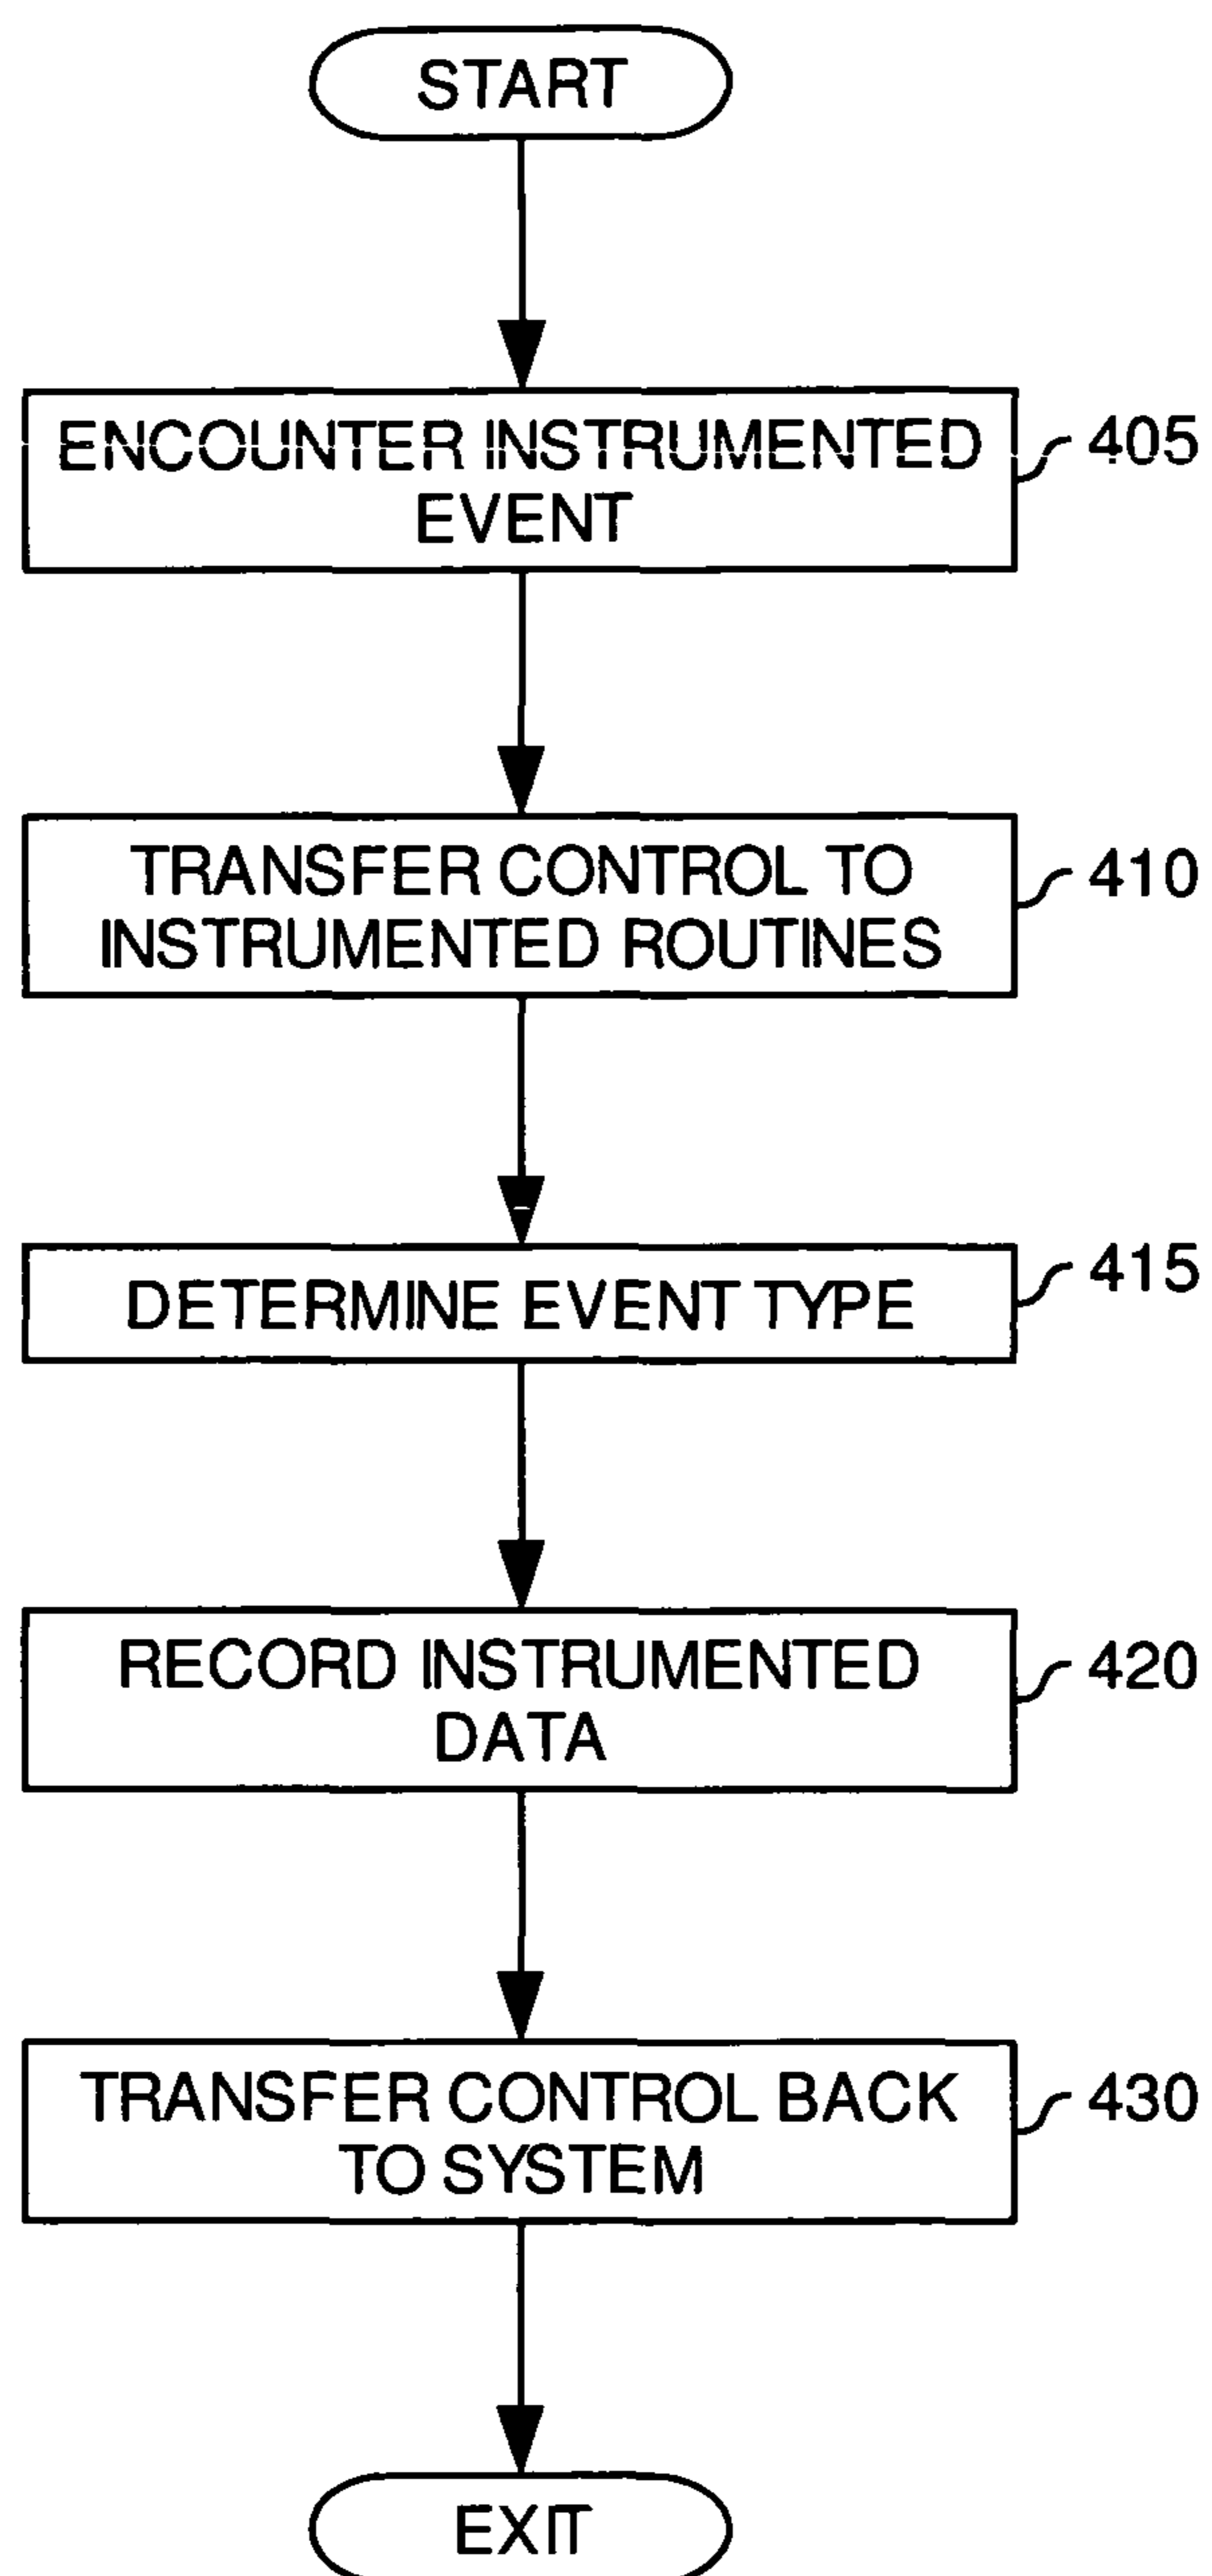 START
ENCOUNTER INSTRUMENTED
EVENT
405
TRANSFER CONTROL TO
INSTRUMENTED ROUTINES
410
DETERMINE EVENT TYPE
415
RECORD INSTRUMENTED
DATA
420
TRANSFER CONTROL BACK
TO SYSTEM
430
EXIT